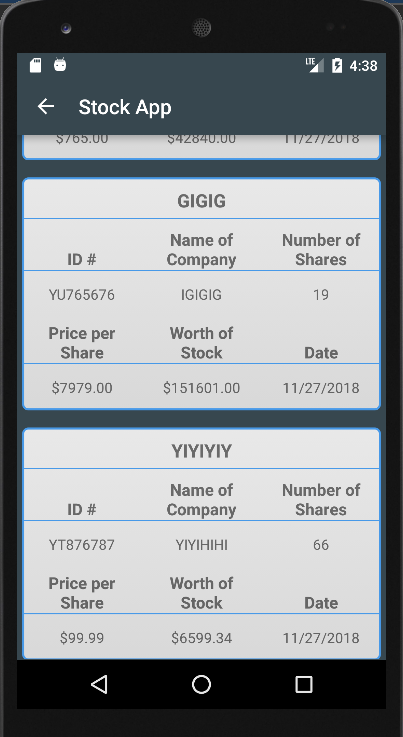 LTE 4:38
Stock App
$765.00 $42840.00 11/27/2018
GIGIG
Name of Number of
ID # Company Shares
YU765676 IGIGIG 19
Price per Worth of
Share Stock Date
$7979.00 $151601.00 11/27/2018
YIYIYIY
Name of Number of
ID # Company Shares
YT876787 YIYIHIHI 66
Price per Worth of
Share Stock Date
$99.99 $6599.34 11/27/2018